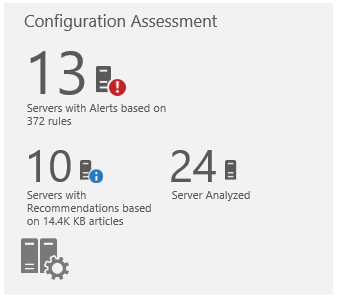 Configuration Assessment
13
Servers with Alerts based on
372 rules
10
Servers with
Recommendations based
on 14.4K KB articles
24
Server Analyzed